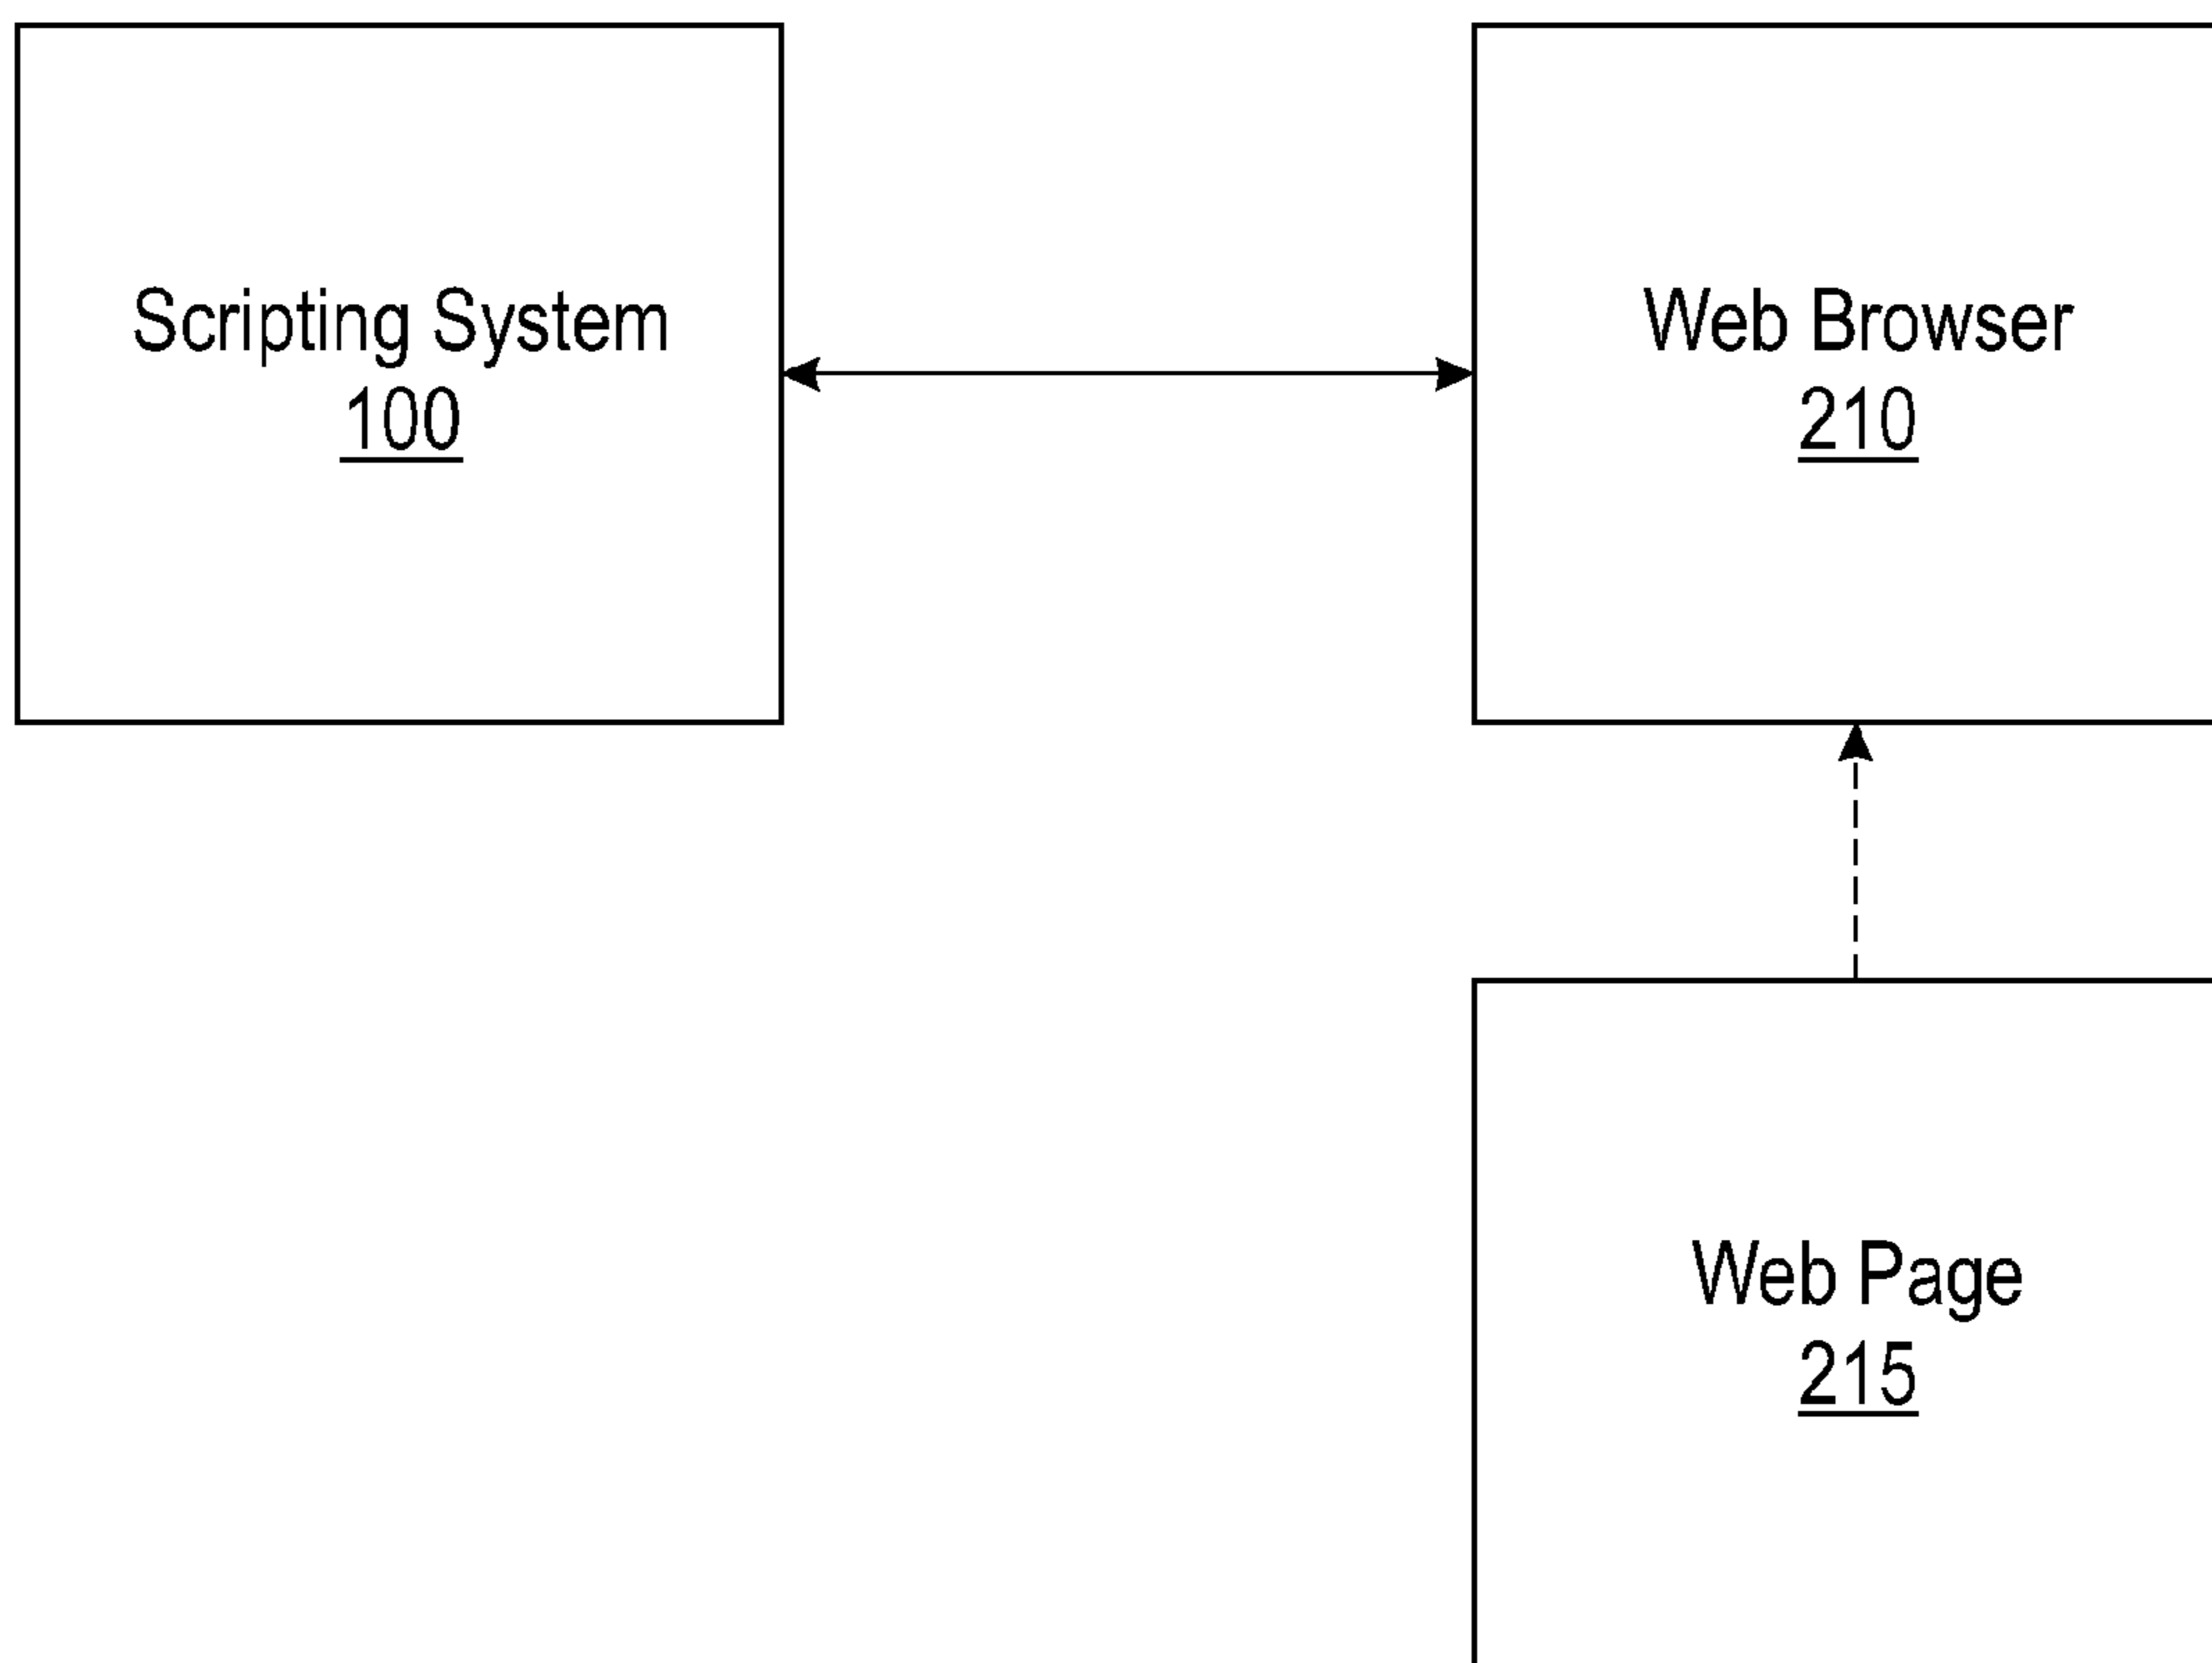 Scripting System
100
Web Browser
210
Web Page
215